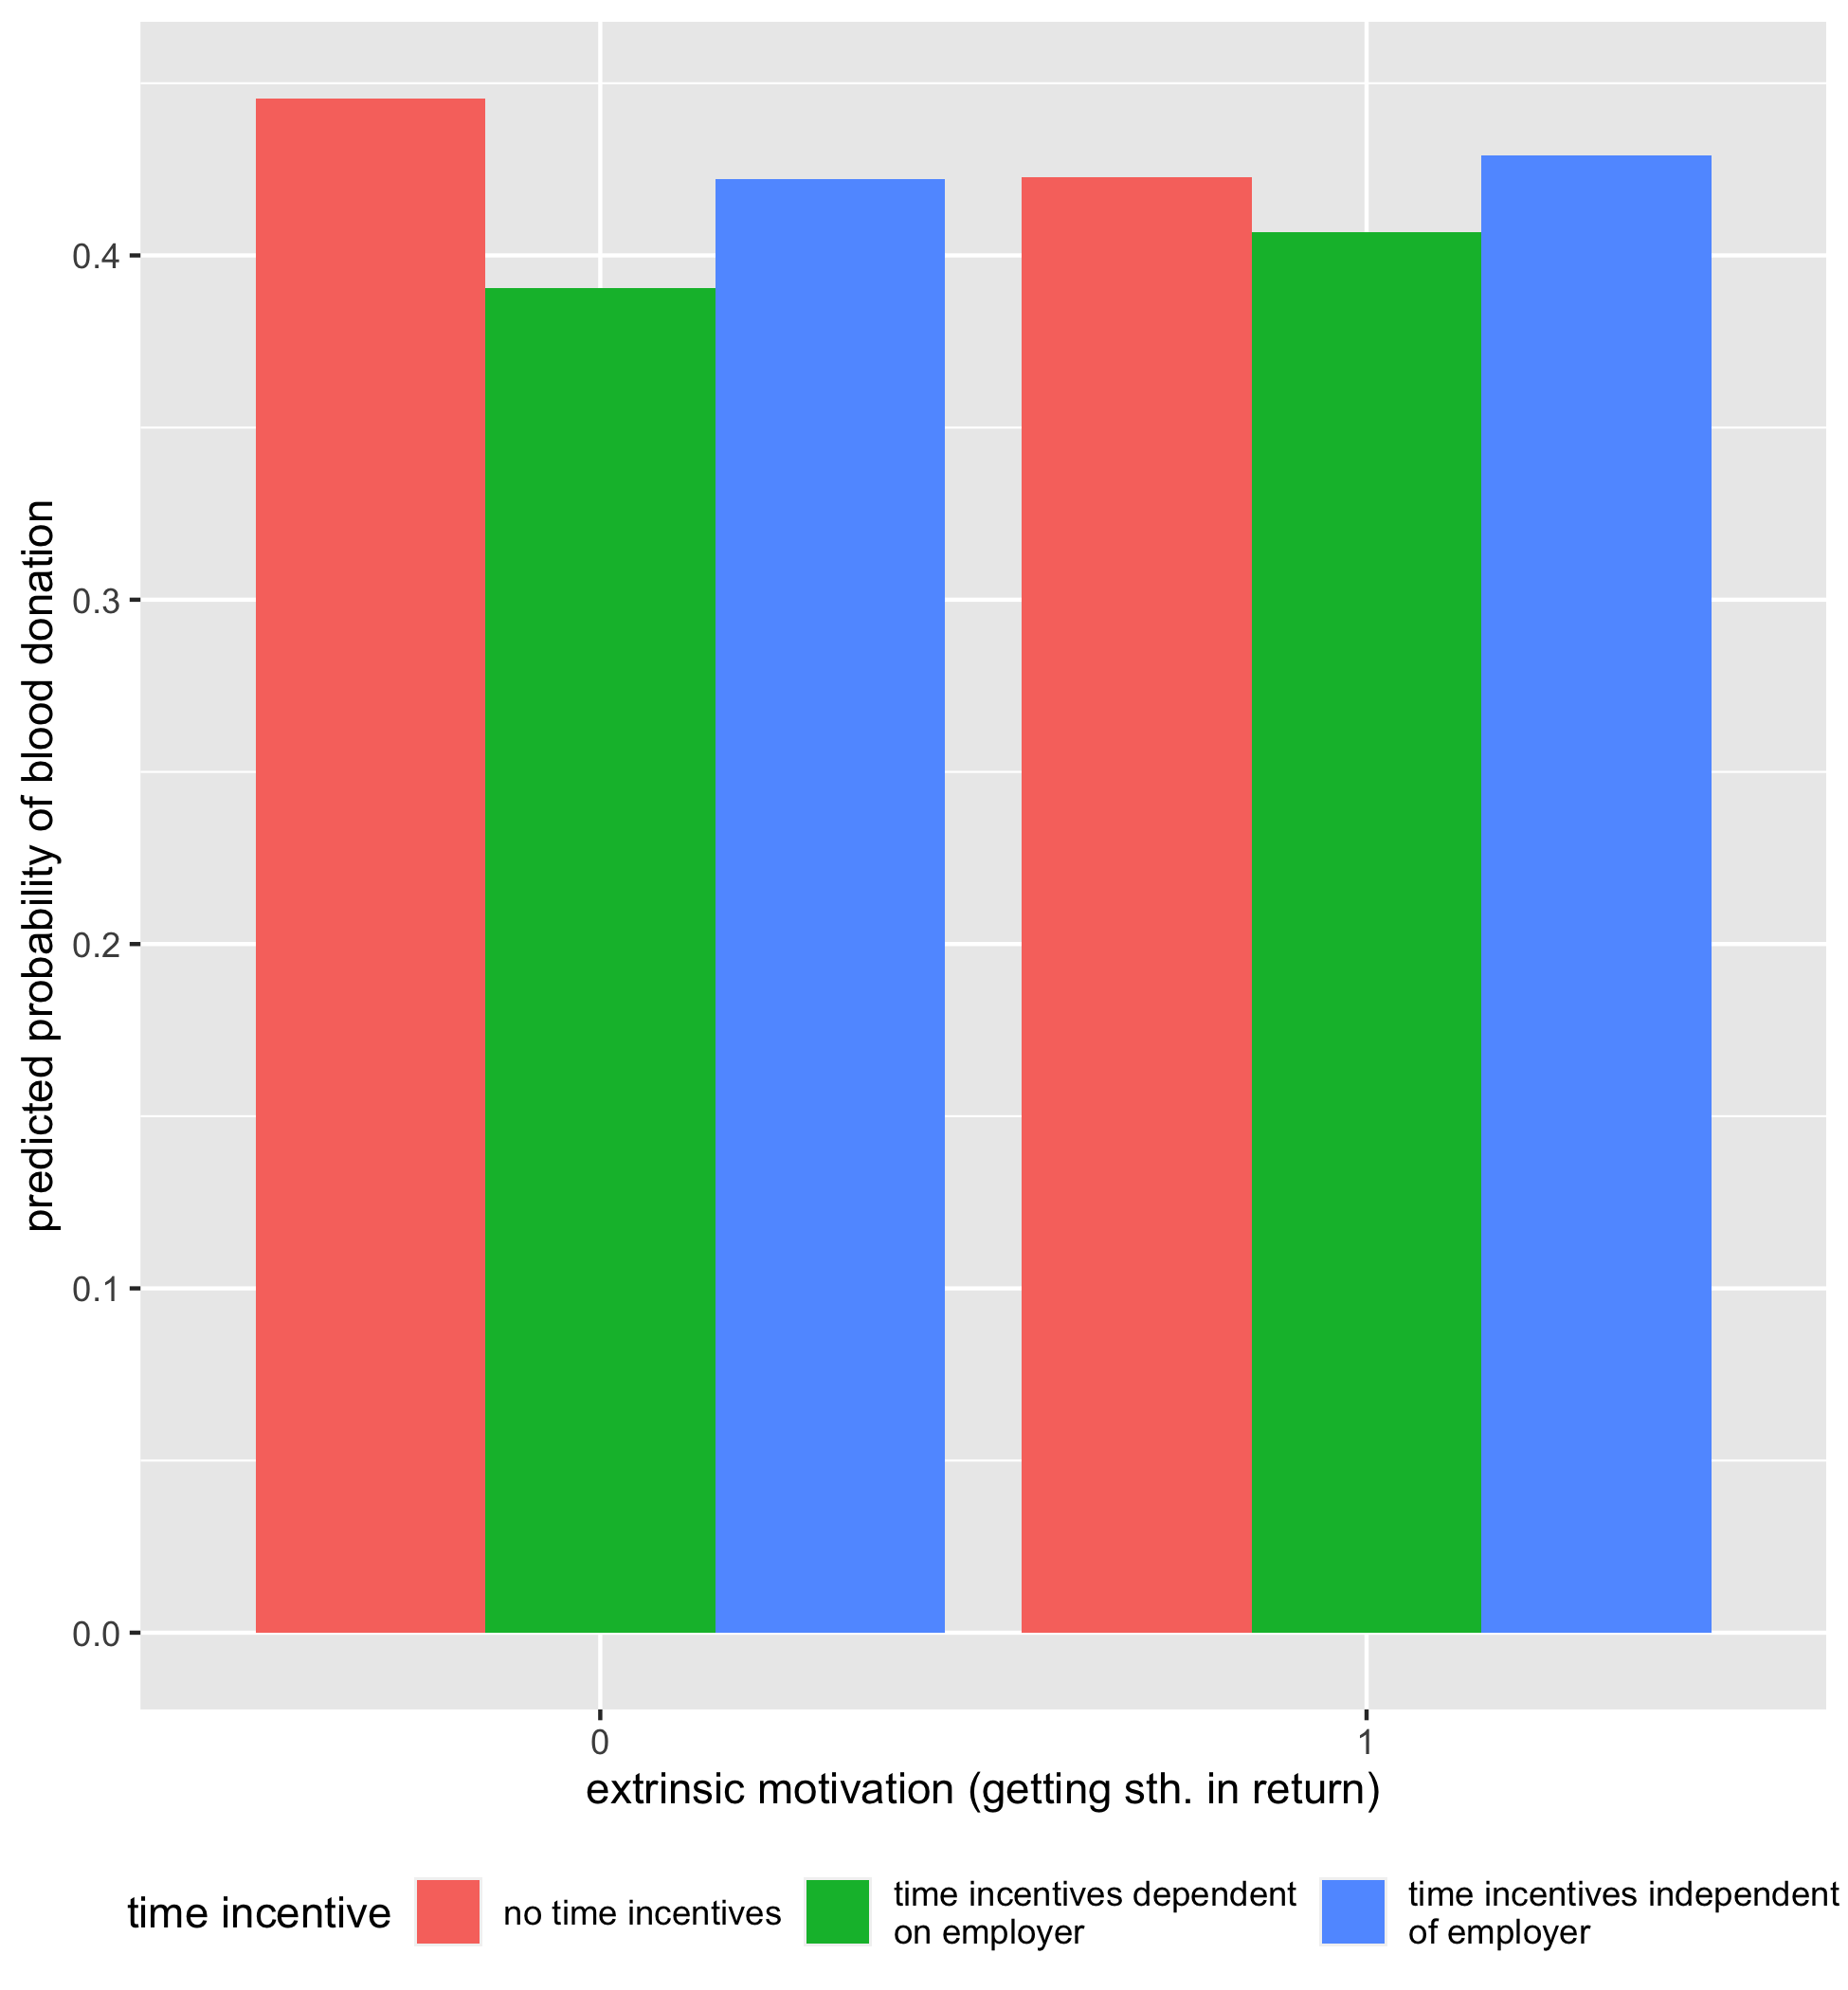 predicted probability of blood donation
0.4
0.3
0.2
0.1
0.0
0
1
extrinsic motivation (getting sth. in return)
time incentive
no time incentives
time incentives dependent
on employer
time incentives independent
of employer